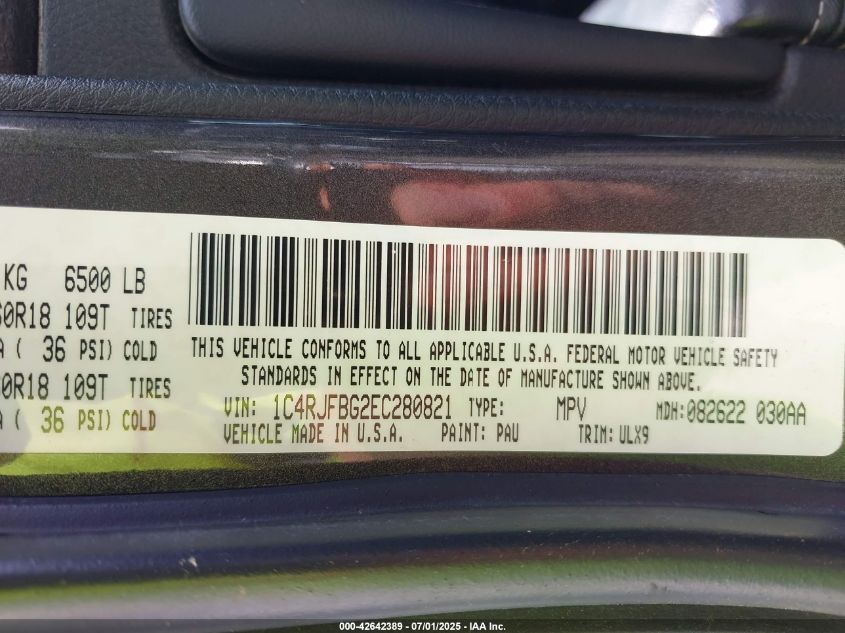 KG 6500 LB
60R18 109T TIRES
( 36 PSI) COLD
60R18 109T TIRES
( 36 PSI) COLD
THIS VEHICLE CONFORMS TO ALL APPLICABLE U.S.A. FEDERAL MOTOR VEHICLE SAFETY
STANDARDS IN EFFECT ON THE DATE OF MANUFACTURE SHOWN ABOVE.
VIN: 1C4RJFBG2EC280821 TYPE: MPV MDH:082622 030AA
VEHICLE MADE IN U.S.A. PAINT: PAU TRIM: ULX9
000-42642389 - 07/01/2025 - IAA Inc.